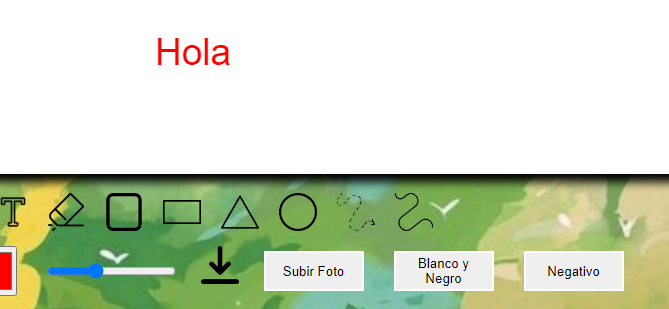 Hola
T
Subir Foto
Blanco y
Negro
Negativo